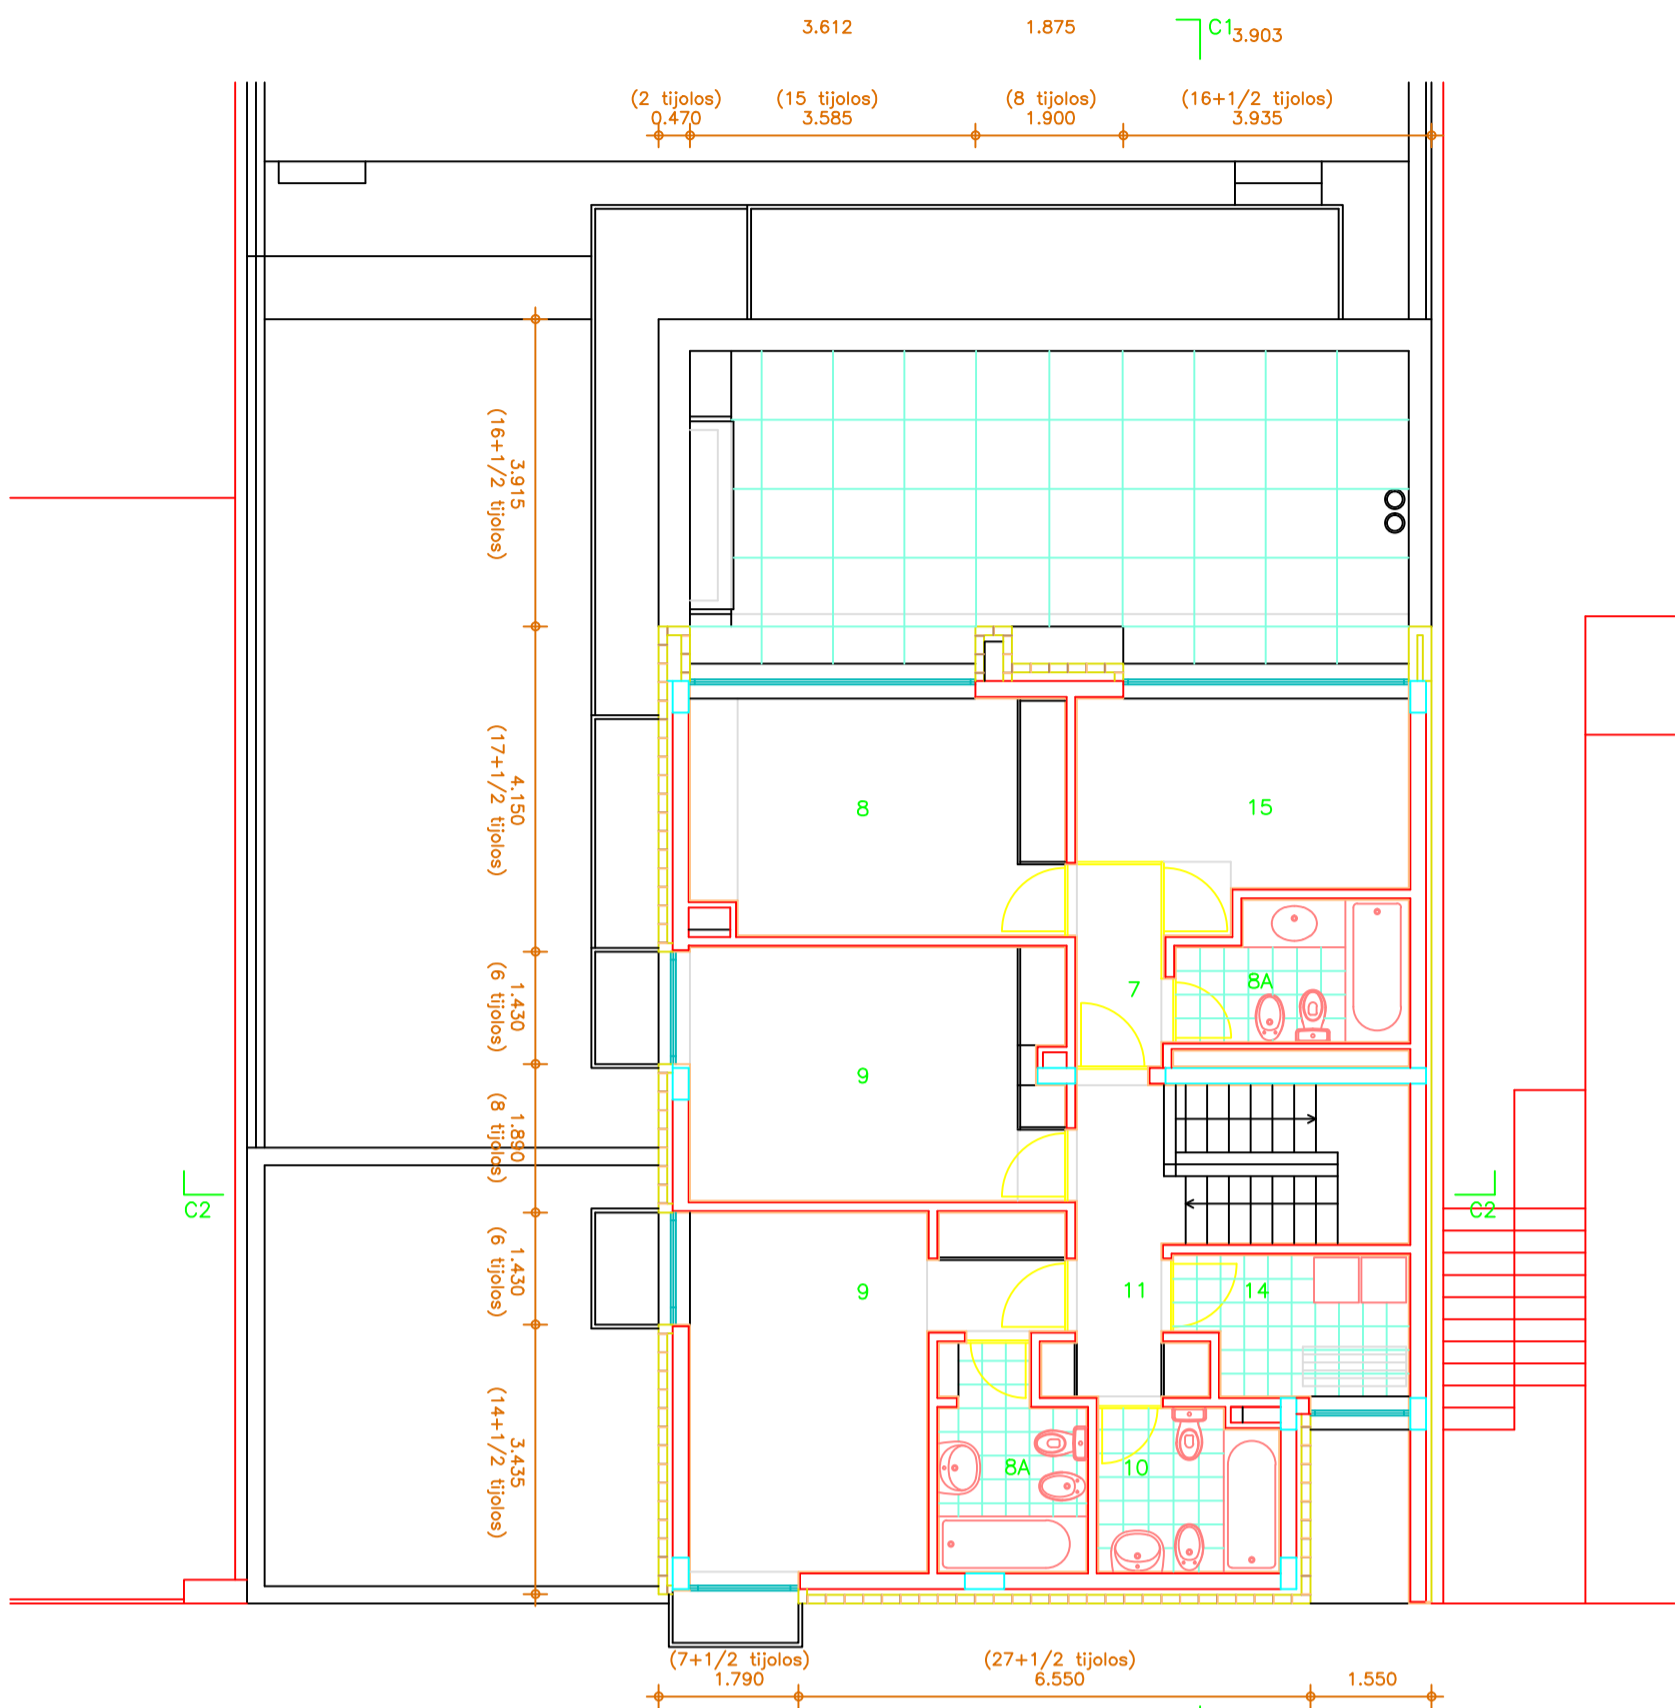 3.612 1.875 C1 3.903
(2 tijolos) (15 tijolos) (8 tijolos) (16+1/2 tijolos)
0.470 3.585 1.900 3.935
3.915
(16+1/2 tijolos)
4.150
(17+1/2 tijolos)
8 15
1.430
(6 tijolos)
7 8A
9
1.890
(8 tijolos)
C2 C2
1.430
(6 tijolos)
9 11 14
3.435
(14+1/2 tijolos)
8A 10
(7+1/2 tijolos) (27+1/2 tijolos)
1.790 6.550 1.550